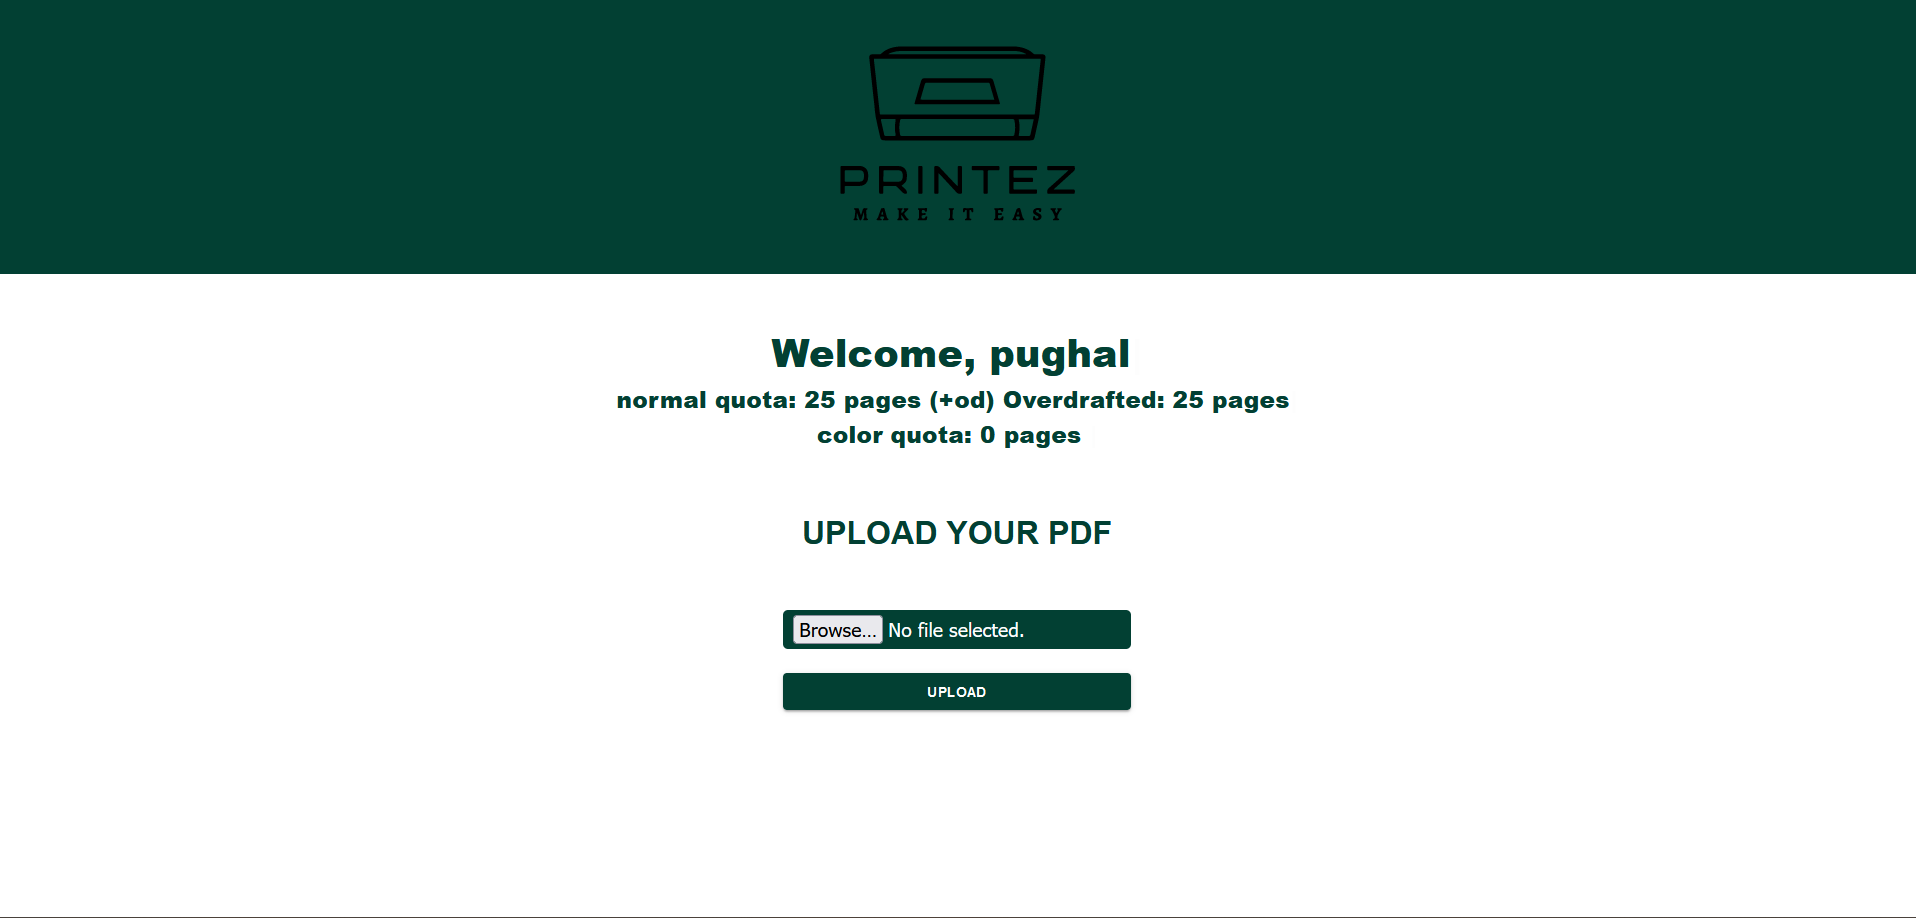 PRINTEZ
MAKE IT EASY
Welcome, pughal
normal quota: 25 pages (+od) Overdrafted: 25 pages
color quota: 0 pages
UPLOAD YOUR PDF
Browse... No file selected.
UPLOAD